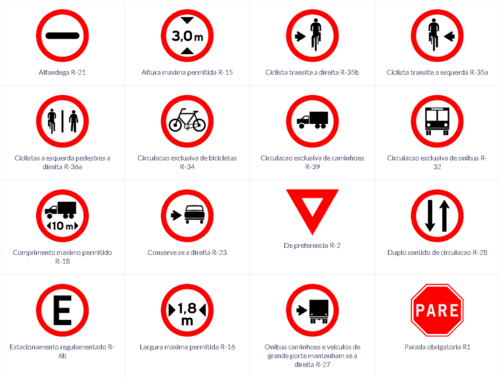 3,0 m
Alfandega R-21
Altura maxima permitida R-15
Ciclista transite a direita R-35b
Ciclista transite a esquerda R-35a
Ciclistas a esquerda pedestres a
direita R-36a
Circulacao exclusiva de bicicletas
R-34
Circulacao exclusiva de caminhoes
R-39
Circulacao exclusiva de onibus R-
32
10 m
Comprimento maximo permitido
R-18
Conserve se a direita R-23
De preferencia R-2
Duplo sentido de circulacao R-28
E
Estacionamento regulamentado R-
6b
1,8
m
Largura maxima permitida R-16
Onibus caminhoes e veiculos de
grande porte mantenham se a
direita R-27
PARE
Parada obrigatoria R1